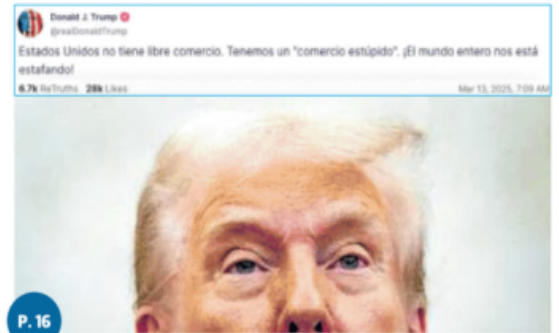 Donald J. Trump
@realDonaldTrump
Estados Unidos no tiene libre comercio. Tenemos un "comercio estúpido". ¡El mundo entero nos está
estafando!
6.7k ReTruths 28k Likes Mar 13, 2025, 7:09 AM
P. 16